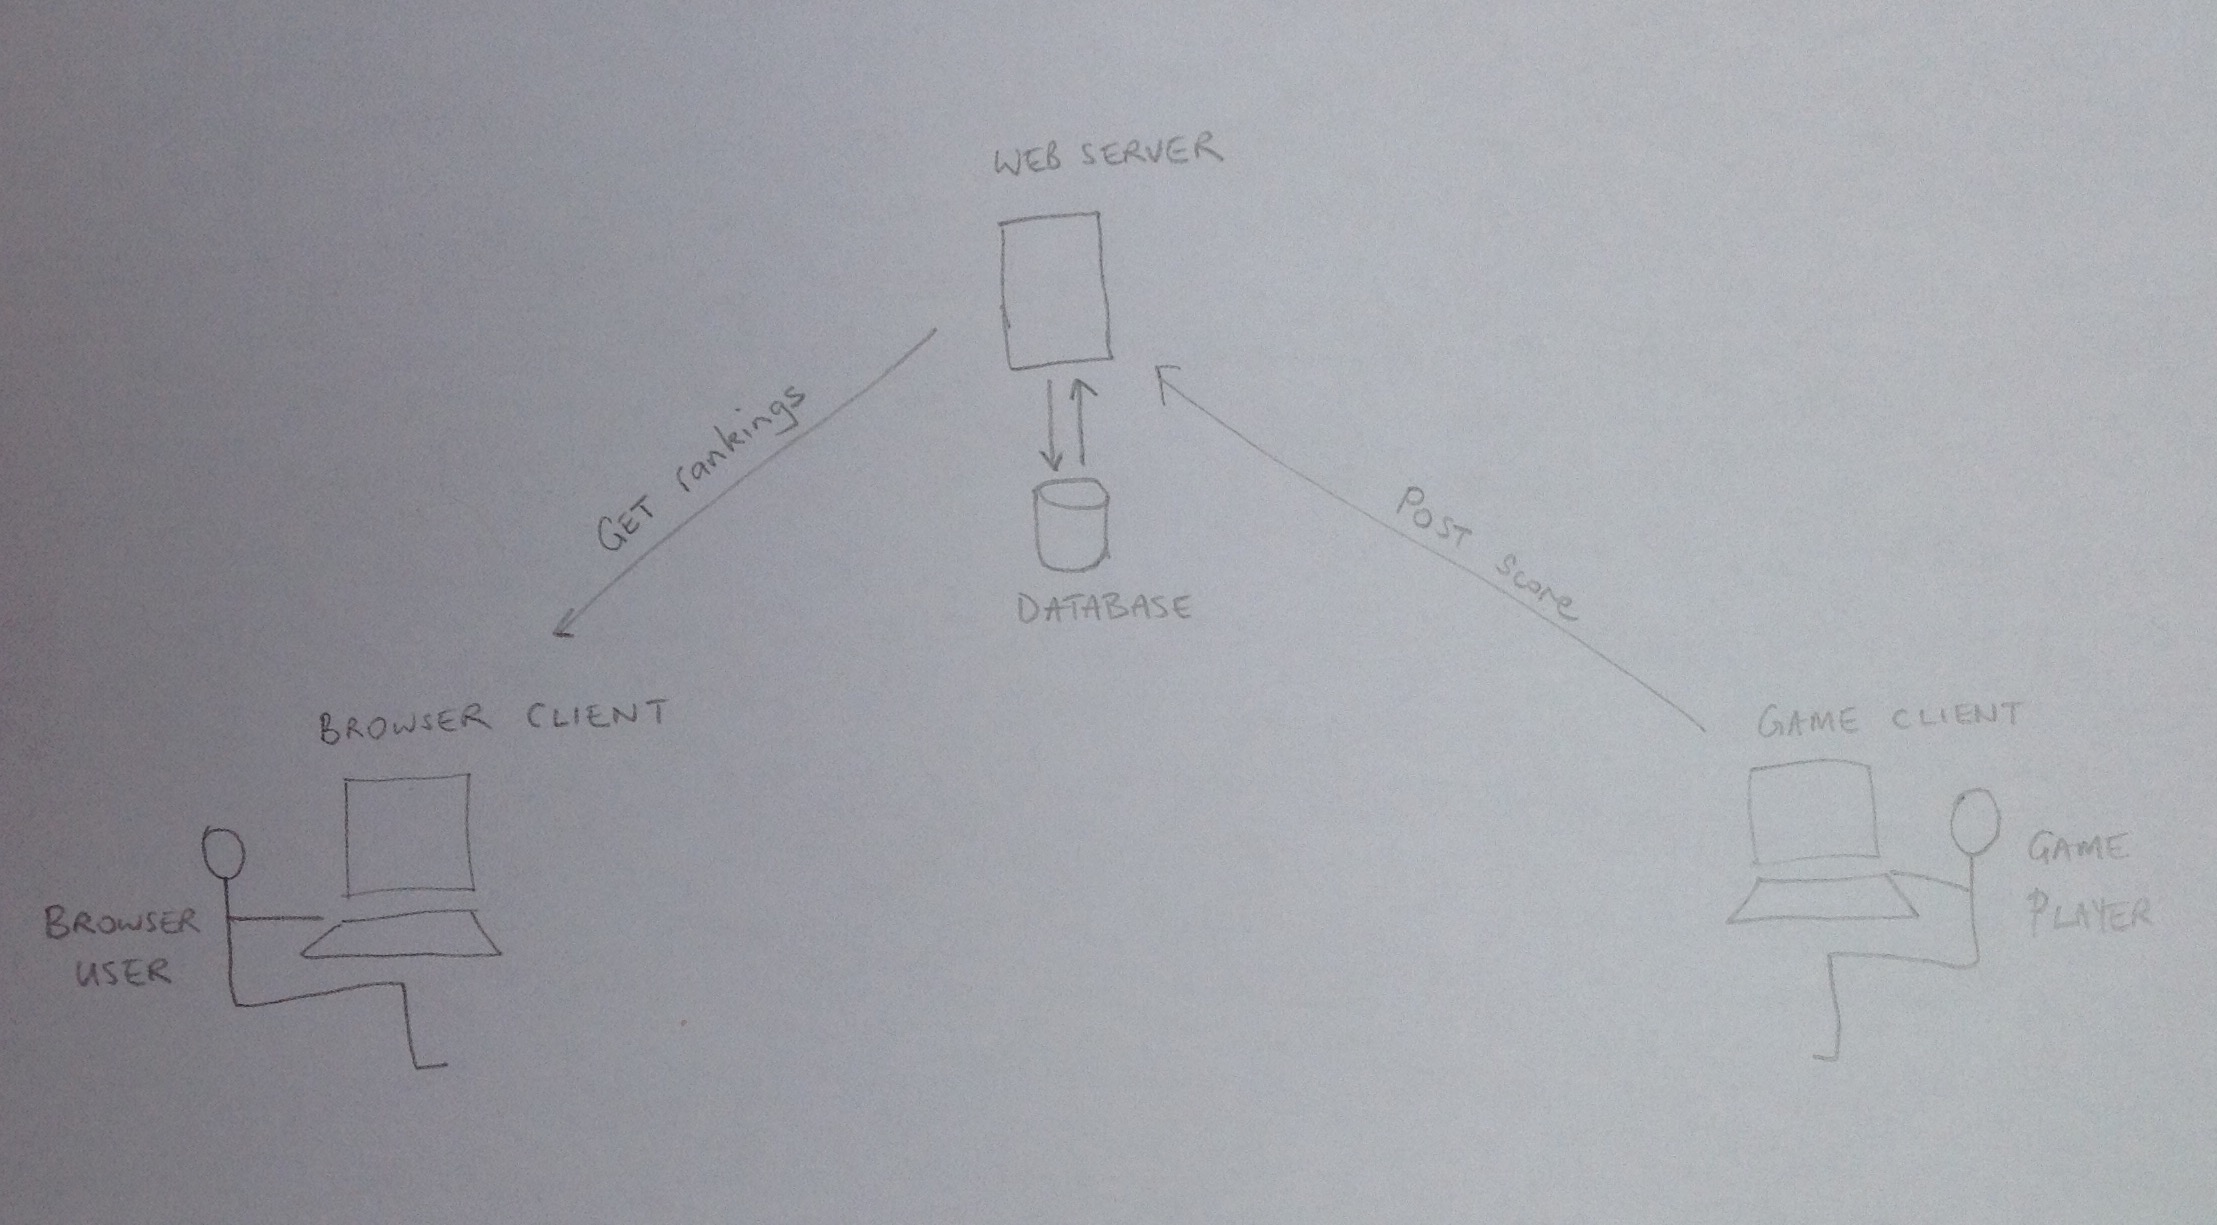 WEB SERVER
GET rankings
POST score
DATABASE
BROWSER CLIENT
GAME CLIENT
BROWSER
USER
GAME
PLAYER